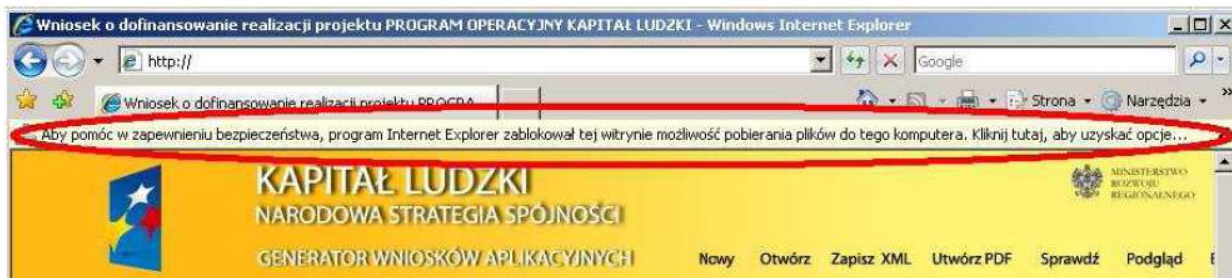 Wniosek o dofinansowanie realizacji projektu PROGRAM OPERACYJNY KAPITAŁ LUDZKI - Windows Internet Explorer
http://
Google
Wniosek o dofinansowanie realizacji projektu PROGRA...
Strona
Narzędzia
Aby pomóc w zapewnieniu bezpieczeństwa, program Internet Explorer zablokował tej witrynie możliwość pobierania plików do tego komputera. Kliknij tutaj, aby uzyskać opcje...
KAPITAŁ LUDZKI
NARODOWA STRATEGIA SPÓJNOŚCI
MINISTERSTWO
ROZWOJU
REGIONALNEGO
GENERATOR WNIOSKÓW APLIKACYJNYCH
Nowy Otwórz Zapisz XML Utwórz PDF Sprawdź Podgląd